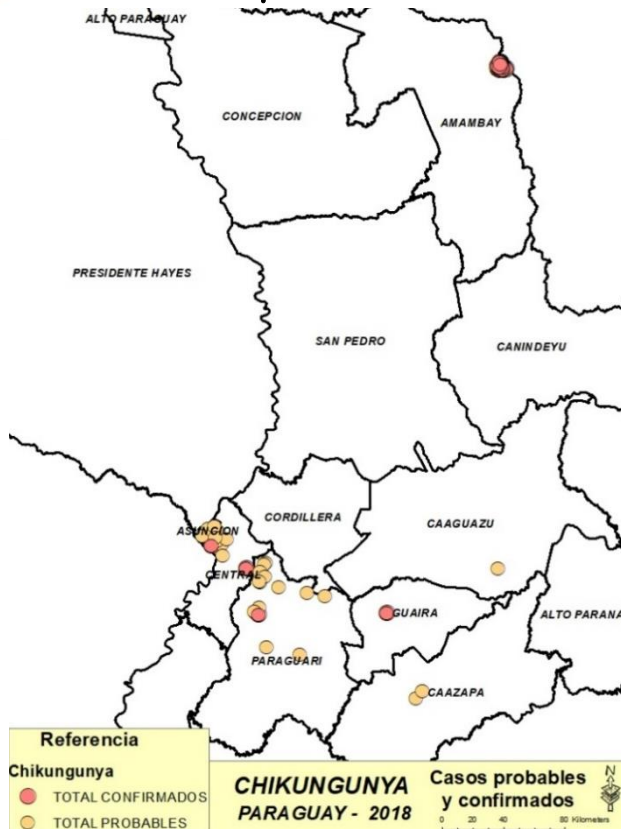 ALTO PARAGUAY
CONCEPCION
AMAMBAY
PRESIDENTE HAYES
SAN PEDRO
CANINDEYU
ASUNCION
CORDILLERA
CAAGUAZU
CENTRAL
GUAIRA
ALTO PARANA
PARAGUARI
CAAZAPA
Referencia
Chikungunya
TOTAL CONFIRMADOS
TOTAL PROBABLES
CHIKUNGUNYA
PARAGUAY - 2018
Casos probables
y confirmados
N
0 20 40 80 Kilometers